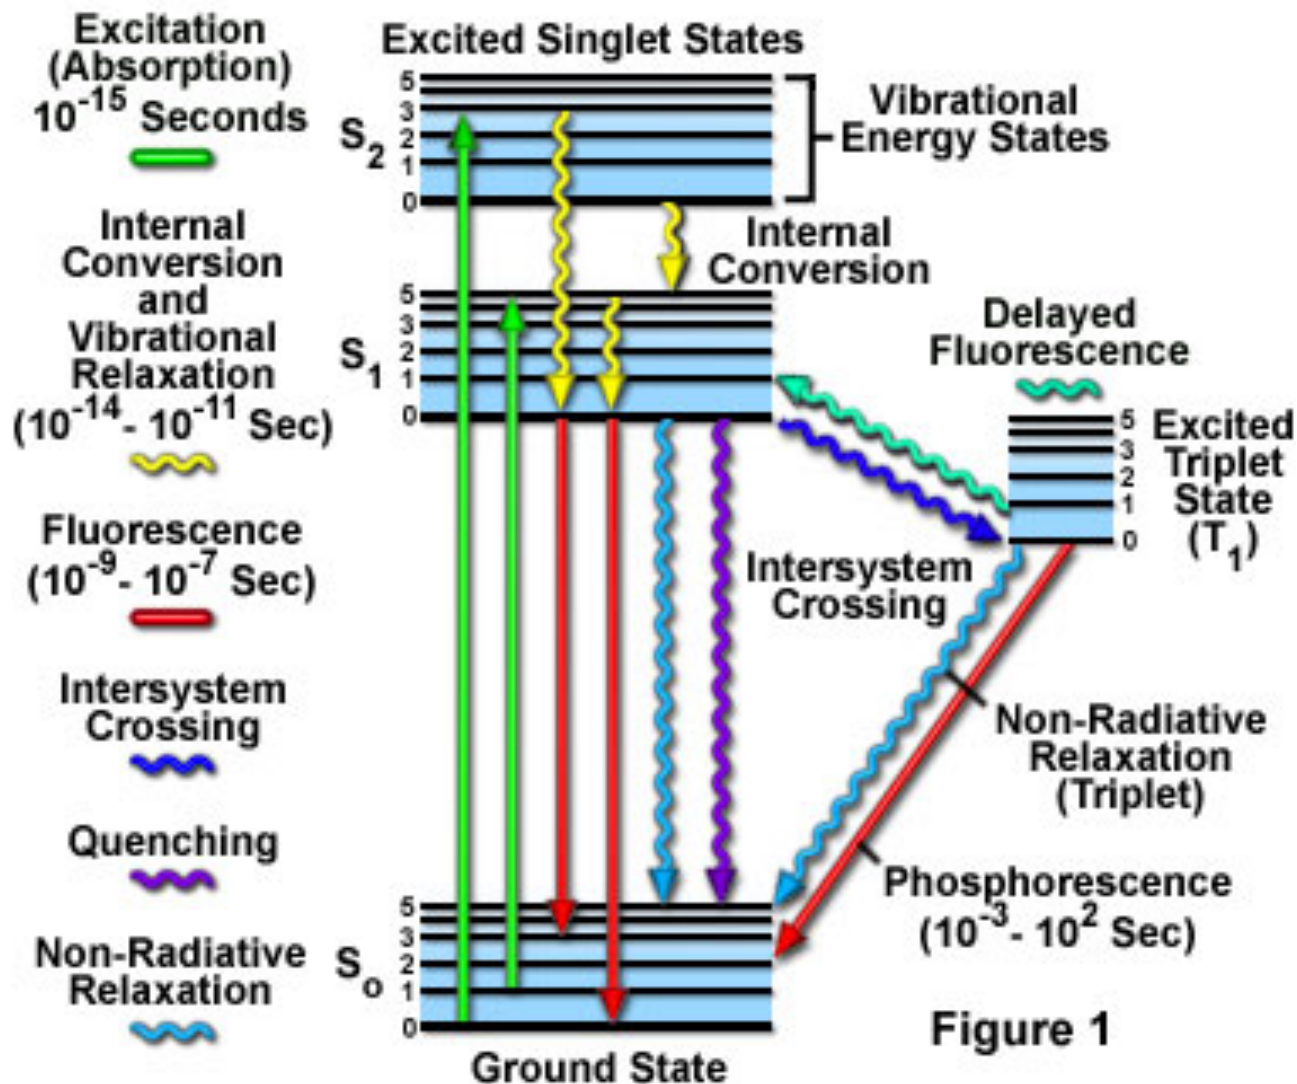 Excitation
(Absorption)
10⁻¹⁵ Seconds
Internal
Conversion
and
Vibrational
Relaxation
(10⁻¹⁴- 10⁻¹¹ Sec)
Fluorescence
(10⁻⁹- 10⁻⁷ Sec)
Intersystem
Crossing
Quenching
Non-Radiative
Relaxation
Excited Singlet States
S₂
5
3
2
1
0
Vibrational
Energy States
Internal
Conversion
S₁
5
3
2
1
0
Delayed
Fluorescence
5
3
2
1
0
Excited
Triplet
State
(T₁)
Intersystem
Crossing
Non-Radiative
Relaxation
(Triplet)
Phosphorescence
(10⁻³- 10² Sec)
Sₒ
5
3
2
1
0
Ground State
Figure 1